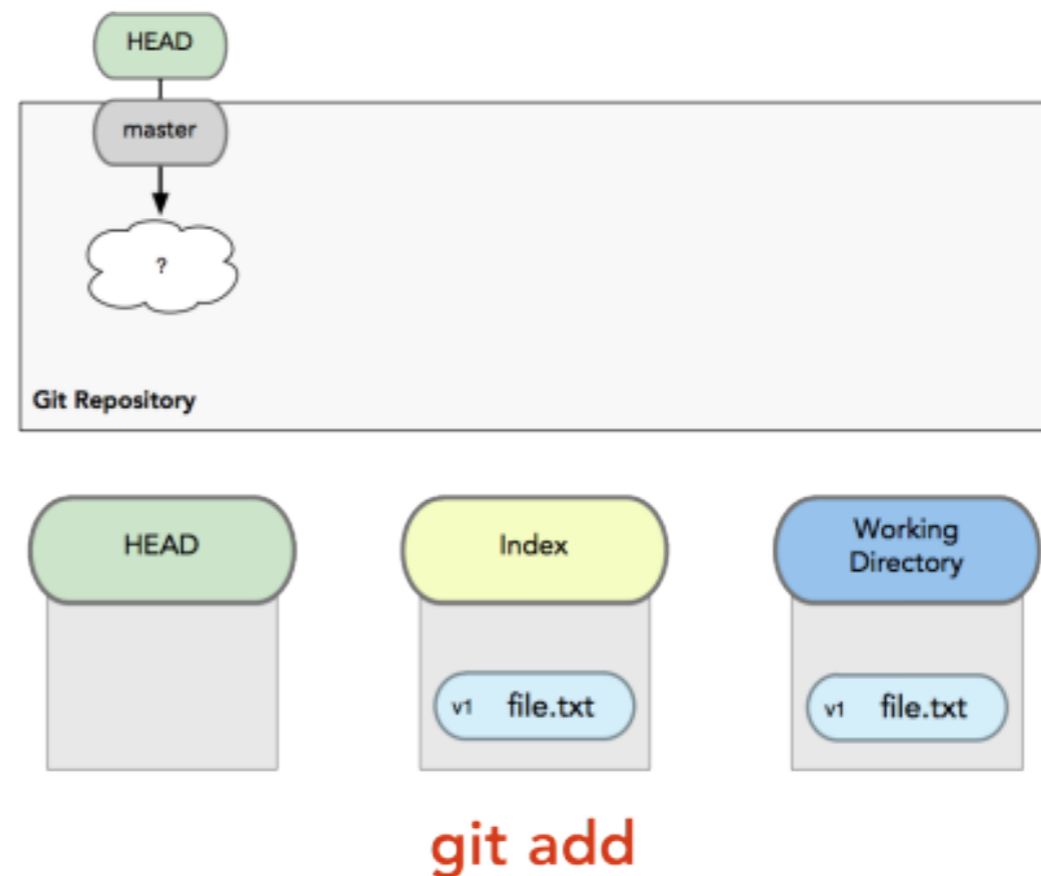 HEAD
master
?
Git Repository
HEAD
Index
Working
Directory
v1 file.txt
v1 file.txt
git add